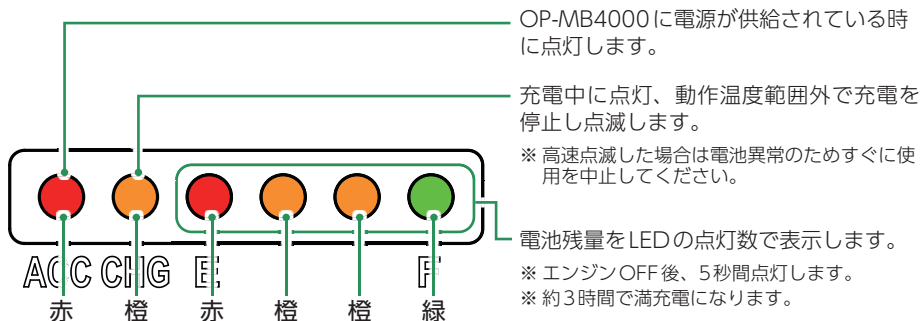 OP-MB4000に電源が供給されている時
に点灯します。
充電中に点灯、動作温度範囲外で充電を
停止し点滅します。
※ 高速点滅した場合は電池異常のためすぐに使
用を中止してください。
電池残量をLEDの点灯数で表示します。
※ エンジンOFF後、5秒間点灯します。
※ 約3時間で満充電になります。
ACC CHG E F
赤 橙 赤 橙 橙 緑